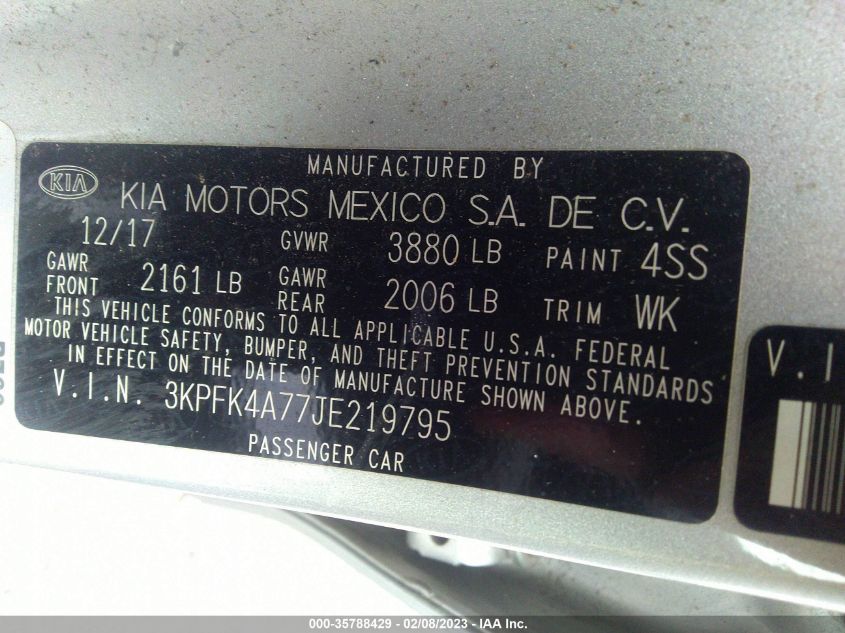 MANUFACTURED BY
KIA
KIA MOTORS MEXICO S.A. DE C.V.
12/17 GVWR 3880 LB PAINT 4SS
GAWR FRONT 2161 LB GAWR REAR 2006 LB TRIM WK
THIS VEHICLE CONFORMS TO ALL APPLICABLE U.S.A. FEDERAL
MOTOR VEHICLE SAFETY, BUMPER, AND THEFT PREVENTION STANDARDS
IN EFFECT ON THE DATE OF MANUFACTURE SHOWN ABOVE.
V.I.N. 3KPFK4A77JE219795
PASSENGER CAR
V.I
000-35788429 - 02/08/2023 - IAA Inc.